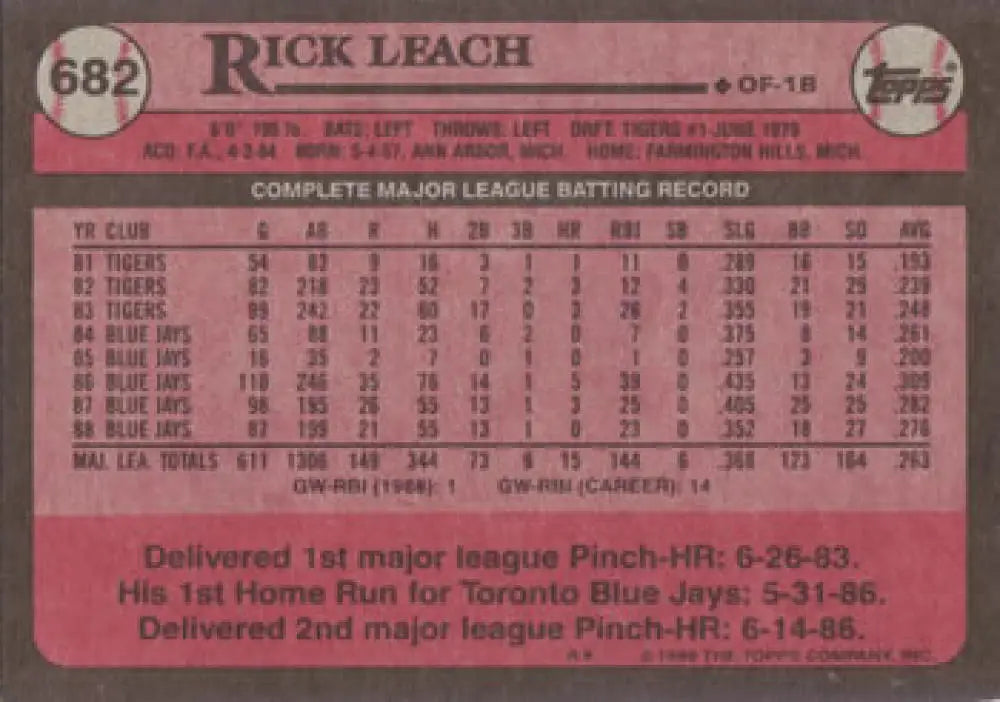 682
RICK LEACH
OF-1B
TOPPS®
6'0" 195 lb. BATS: LEFT THROWS: LEFT DRAFT: TIGERS #1-JUNE, 1979
ACQ: F.A., 4-3-84 BORN: 5-4-57, ANN ARBOR, MICH. HOME: FARMINGTON HILLS, MICH.
COMPLETE MAJOR LEAGUE BATTING RECORD
YR CLUB G AB R H 2B 3B HR RBI SB SLG BB SO AVG
81 TIGERS 54 83 9 16 3 1 1 11 0 .289 16 15 .193
82 TIGERS 82 218 23 52 7 2 3 12 4 .330 21 29 .239
83 TIGERS 99 242 22 60 17 0 3 26 2 .355 19 21 .248
84 BLUE JAYS 65 88 11 23 6 2 0 7 0 .375 8 14 .261
85 BLUE JAYS 16 35 2 7 0 1 0 1 0 .257 3 9 .200
86 BLUE JAYS 110 246 35 76 14 1 5 39 0 .435 13 24 .309
87 BLUE JAYS 98 195 26 55 13 1 3 25 0 .405 25 25 .282
88 BLUE JAYS 87 199 21 55 13 1 0 23 0 .352 18 27 .276
MAJ. LEA. TOTALS 611 1306 149 344 73 9 15 144 6 .368 123 164 .263
GW-RBI (1988): 1 GW-RBI (CAREER): 14
Delivered 1st major league Pinch-HR: 6-26-83.
His 1st Home Run for Toronto Blue Jays: 5-31-86.
Delivered 2nd major league Pinch-HR: 6-14-86.
© 1989 THE TOPPS COMPANY, INC.